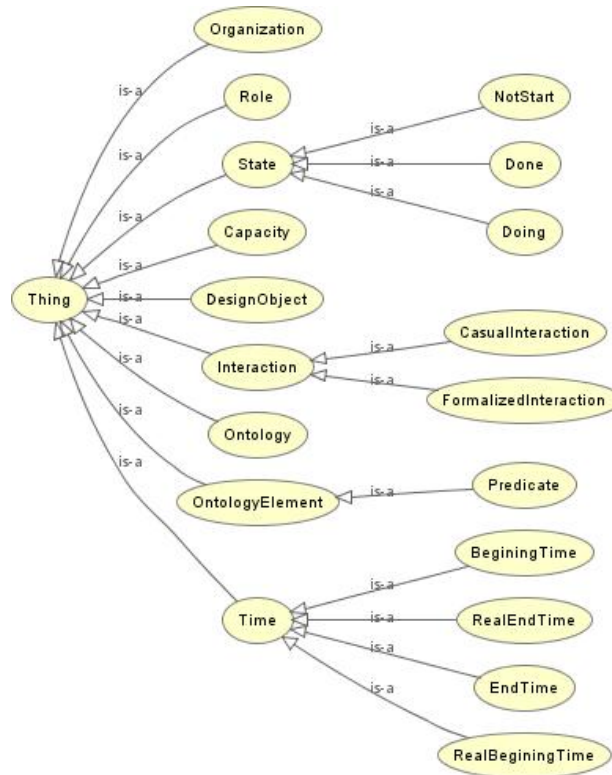 Organization
is-a
Role
NotStart
is-a
is-a
is-a
State
Done
is-a
is-a
is-a
Capacity
Doing
is-a
Thing
is-a
DesignObject
is-a
CasualInteraction
is-a
Interaction
is-a
is-a
FormalizedInteraction
is-a
Ontology
is-a
OntologyElement
is-a
Predicate
BeginingTime
is-a
Time
is-a
RealEndTime
is-a
EndTime
is-a
RealBeginingTime